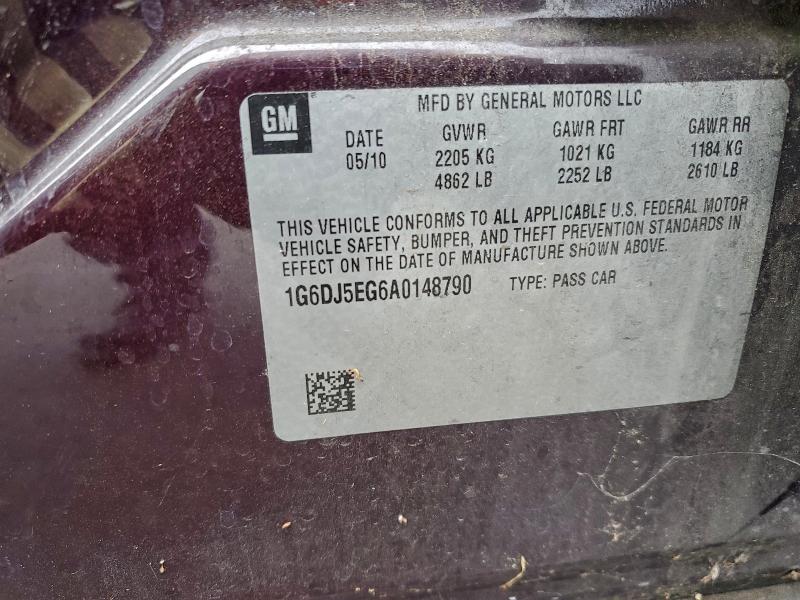 MFD BY GENERAL MOTORS LLC
GM
DATE GVWR GAWR FRT GAWR RR
05/10 2205 KG 1021 KG 1184 KG
4862 LB 2252 LB 2610 LB
THIS VEHICLE CONFORMS TO ALL APPLICABLE U.S. FEDERAL MOTOR
VEHICLE SAFETY, BUMPER, AND THEFT PREVENTION STANDARDS IN
EFFECT ON THE DATE OF MANUFACTURE SHOWN ABOVE.
1G6DJ5EG6A0148790 TYPE: PASS CAR